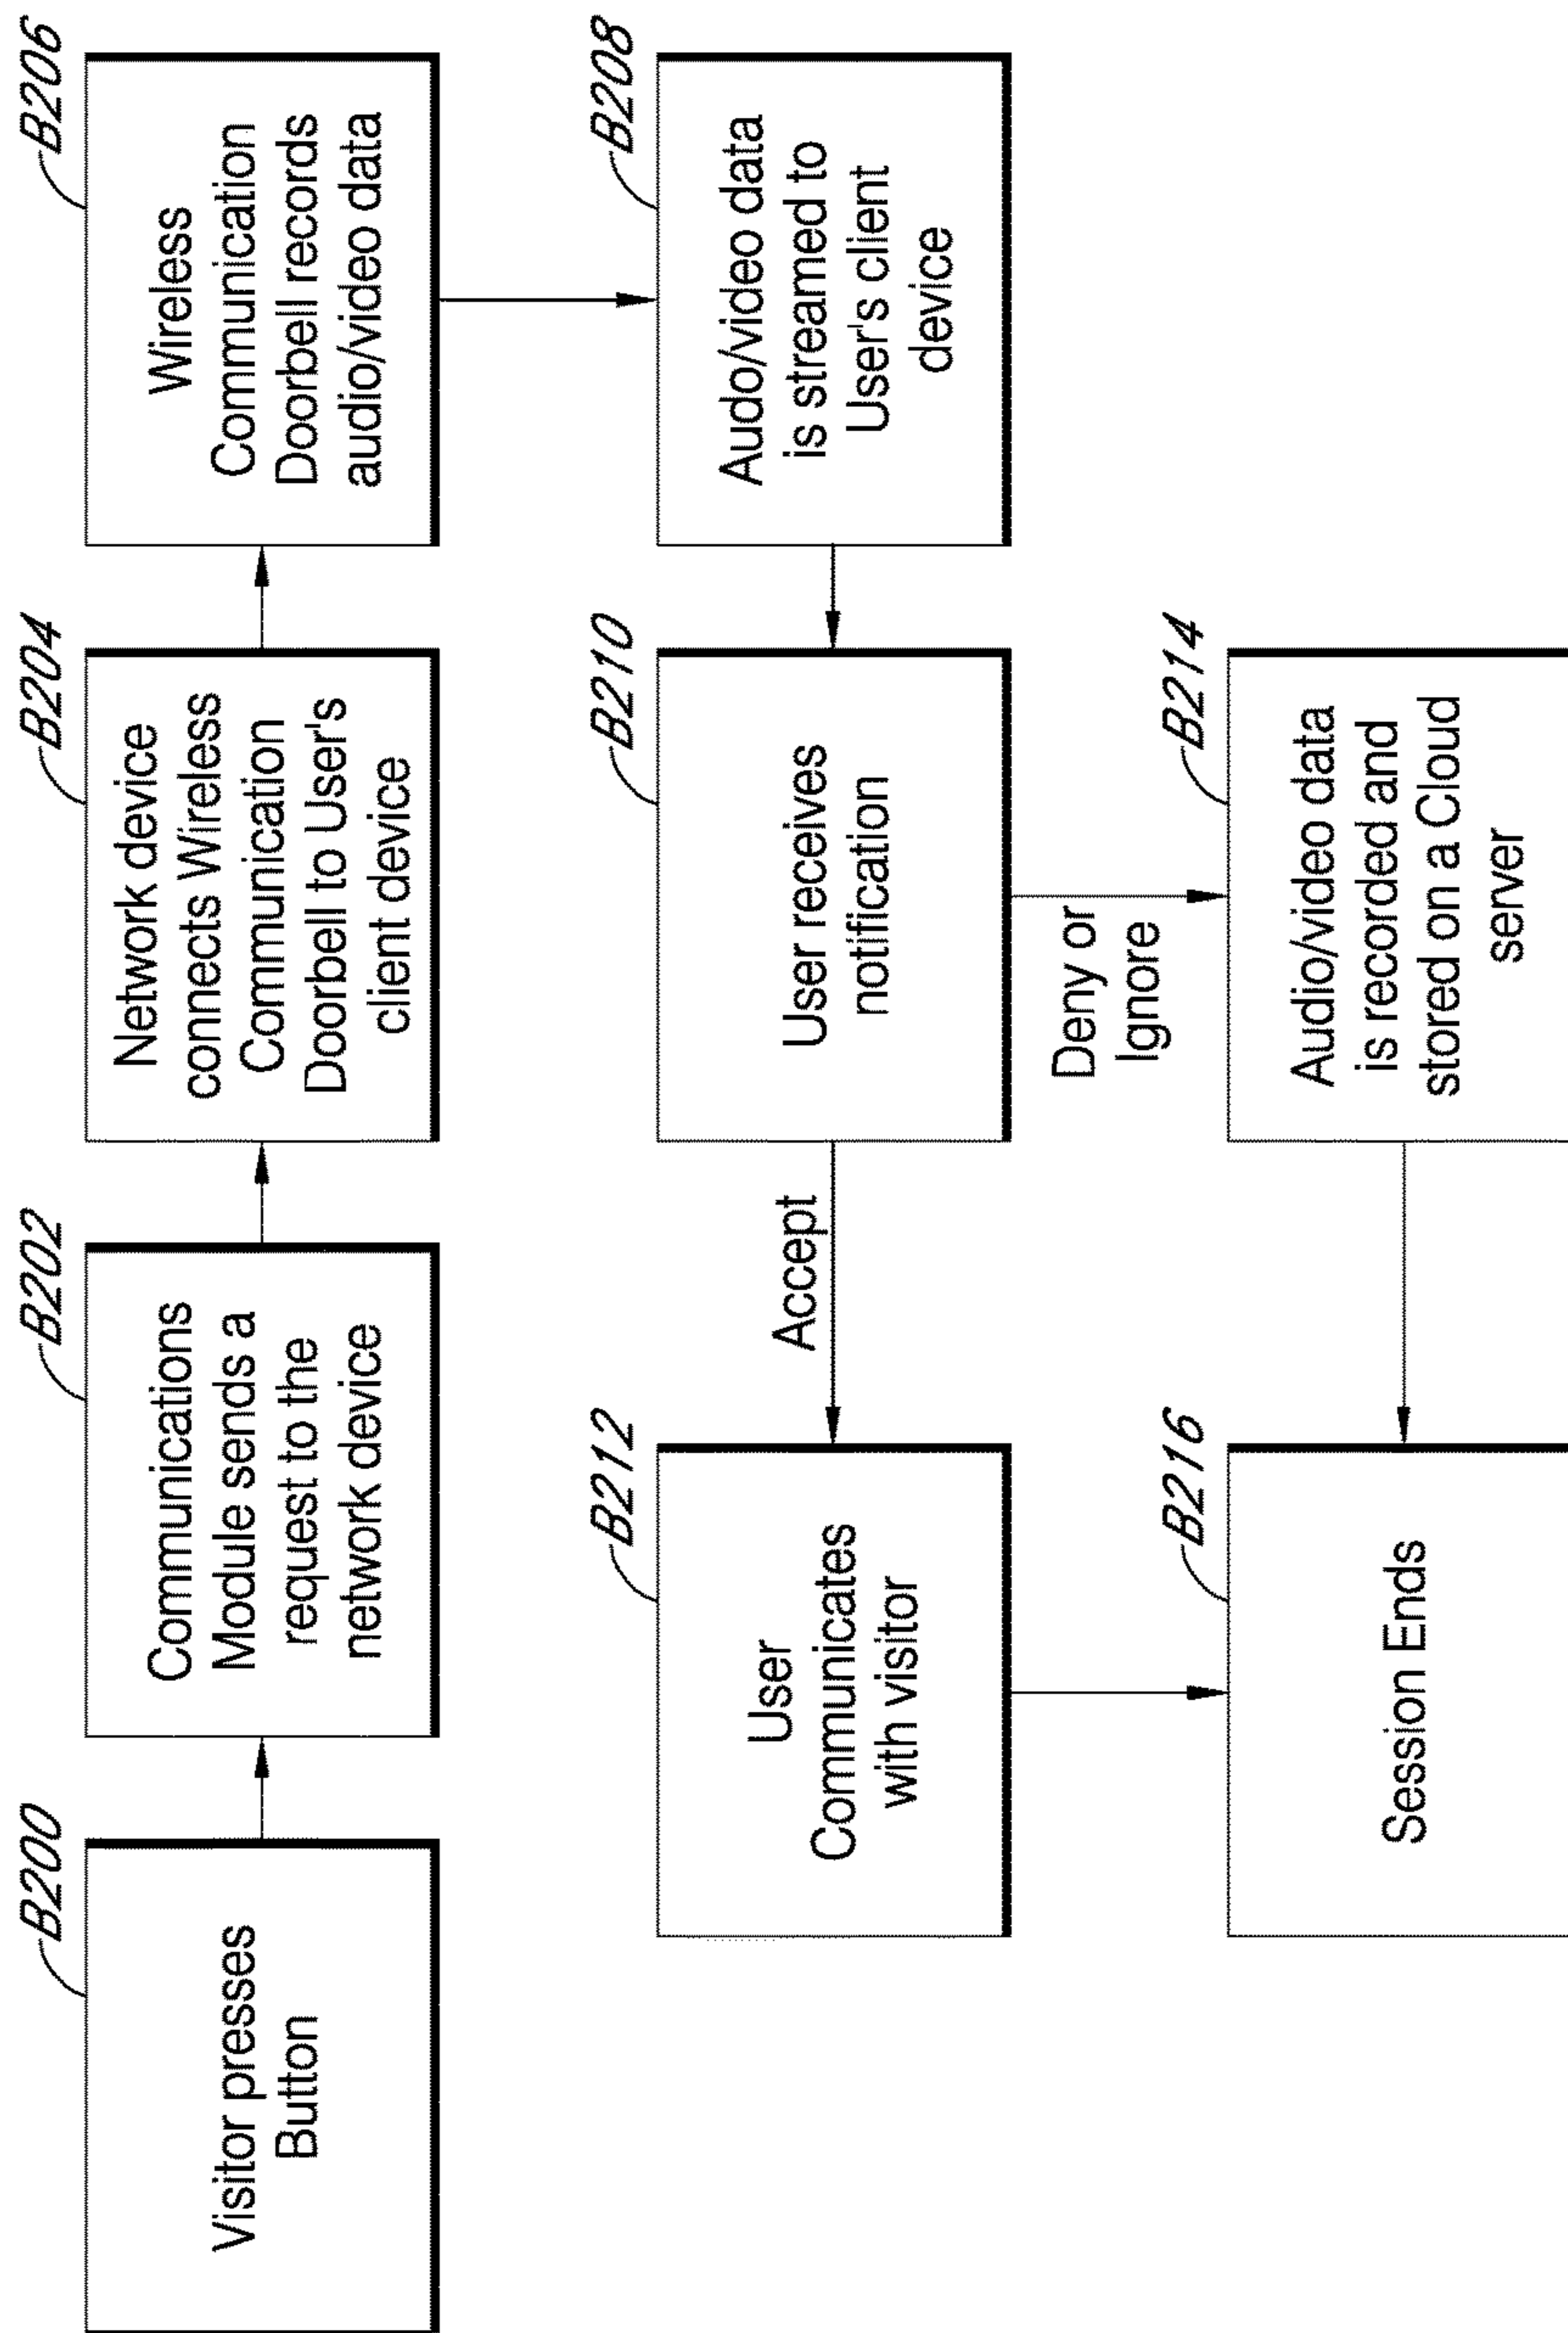 B200
Visitor presses
Button
B202
Communications
Module sends a
request to the
network device
B204
Network device
connects Wireless
Communication
Doorbell to User's
client device
B206
Wireless
Communication
Doorbell records
audio/video data
B208
Audo/video data
is streamed to
User's client
device
B210
User receives
notification
Accept
Deny or
Ignore
B212
User
Communicates
with visitor
B214
Audio/video data
is recorded and
stored on a Cloud
server
B216
Session Ends